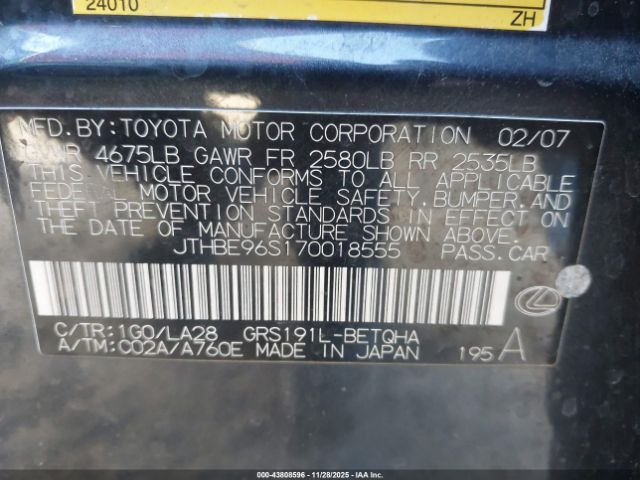 24010
ZH
MFD.BY:TOYOTA MOTOR CORPORATION 02/07
GVWR 4675LB GAWR FR 2580LB RR 2535LB
THIS VEHICLE CONFORMS TO ALL APPLICABLE
FEDERAL MOTOR VEHICLE SAFETY, BUMPER, AND
THEFT PREVENTION STANDARDS IN EFFECT ON
THE DATE OF MANUFACTURE SHOWN ABOVE.
JTHBE96S170018555 PASS.CAR
C/TR:1G0/LA28 GRS191L-BETQHA
A/TM:C02A/A760E MADE IN JAPAN 195 A
000-43808596 | 11/28/2025 - IAA Auction